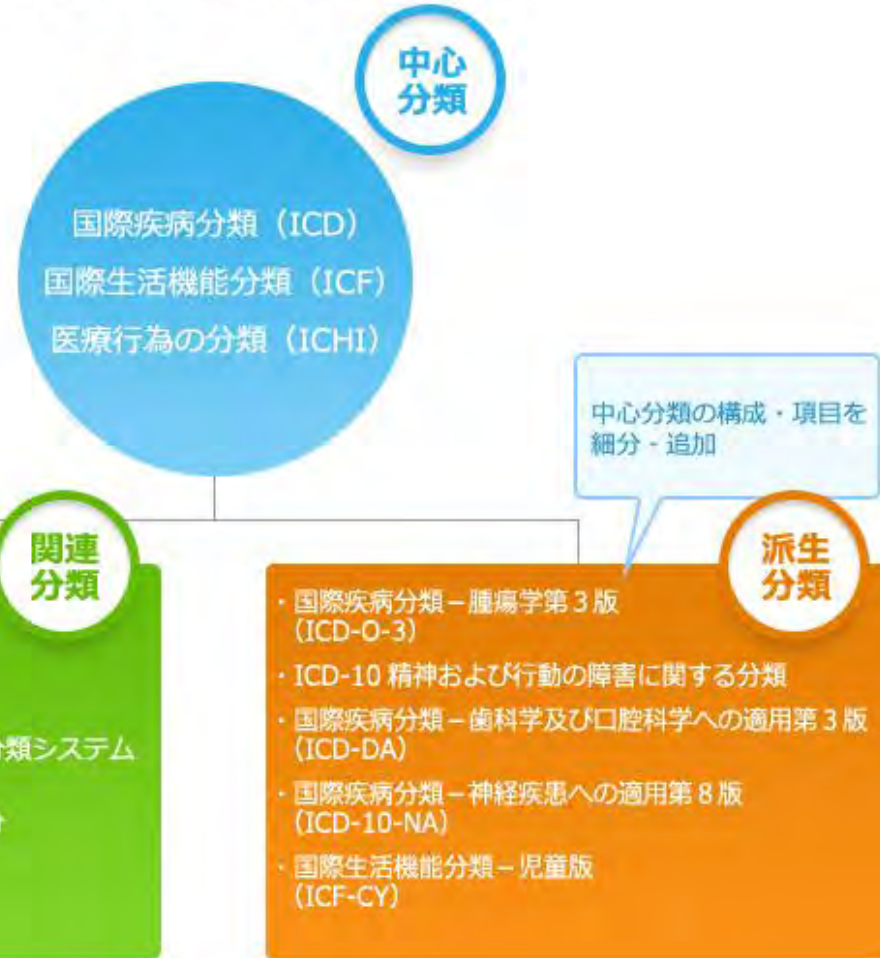 中心
分類
国際疾病分類（ICD）
国際生活機能分類（ICF）
医療行為の分類（ICHI）
中心分類の構成・項目を
細分・追加
関連
分類
類システム
派生
分類
・国際疾病分類－腫瘍学第３版
（ICD-O-3）
・ICD-10 精神および行動の障害に関する分類
・国際疾病分類－歯科学及び口腔科学への適用第３版
（ICD-DA）
・国際疾病分類－神経疾患への適用第８版
（ICD-10-NA）
・国際生活機能分類－児童版
（ICF-CY）